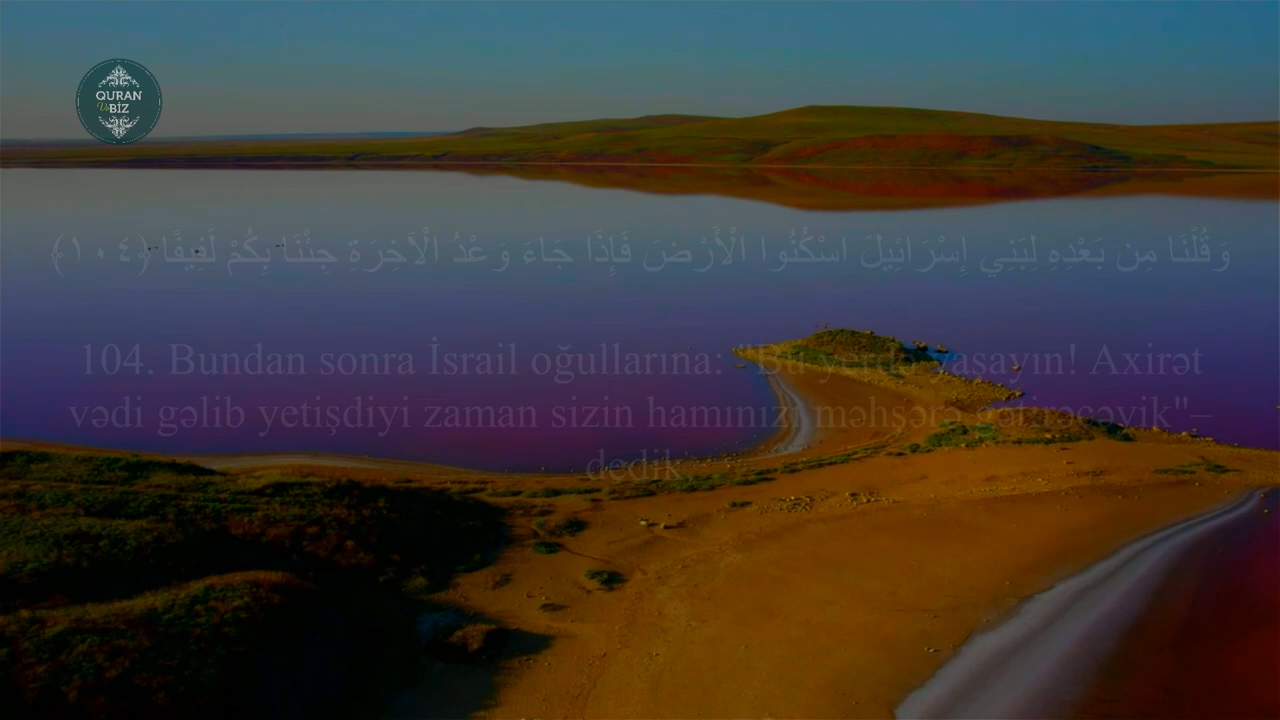 QURAN
Və
BİZ
وَقُلْنَا مِن بَعْدِهِ لِبَنِي إِسْرَائِيلَ اسْكُنُوا الْأَرْضَ فَإِذَا جَاءَ وَعْدُ الْآخِرَةِ جِئْنَا بِكُمْ لَفِيفًا ﴿١٠٤﴾
104. Bundan sonra İsrail oğullarına: "Bu yerdə yaşayın! Axirət
vədi gəlib yetişdiyi zaman sizin hamınızı məhşərə gətirəcəyik"–
dedik.